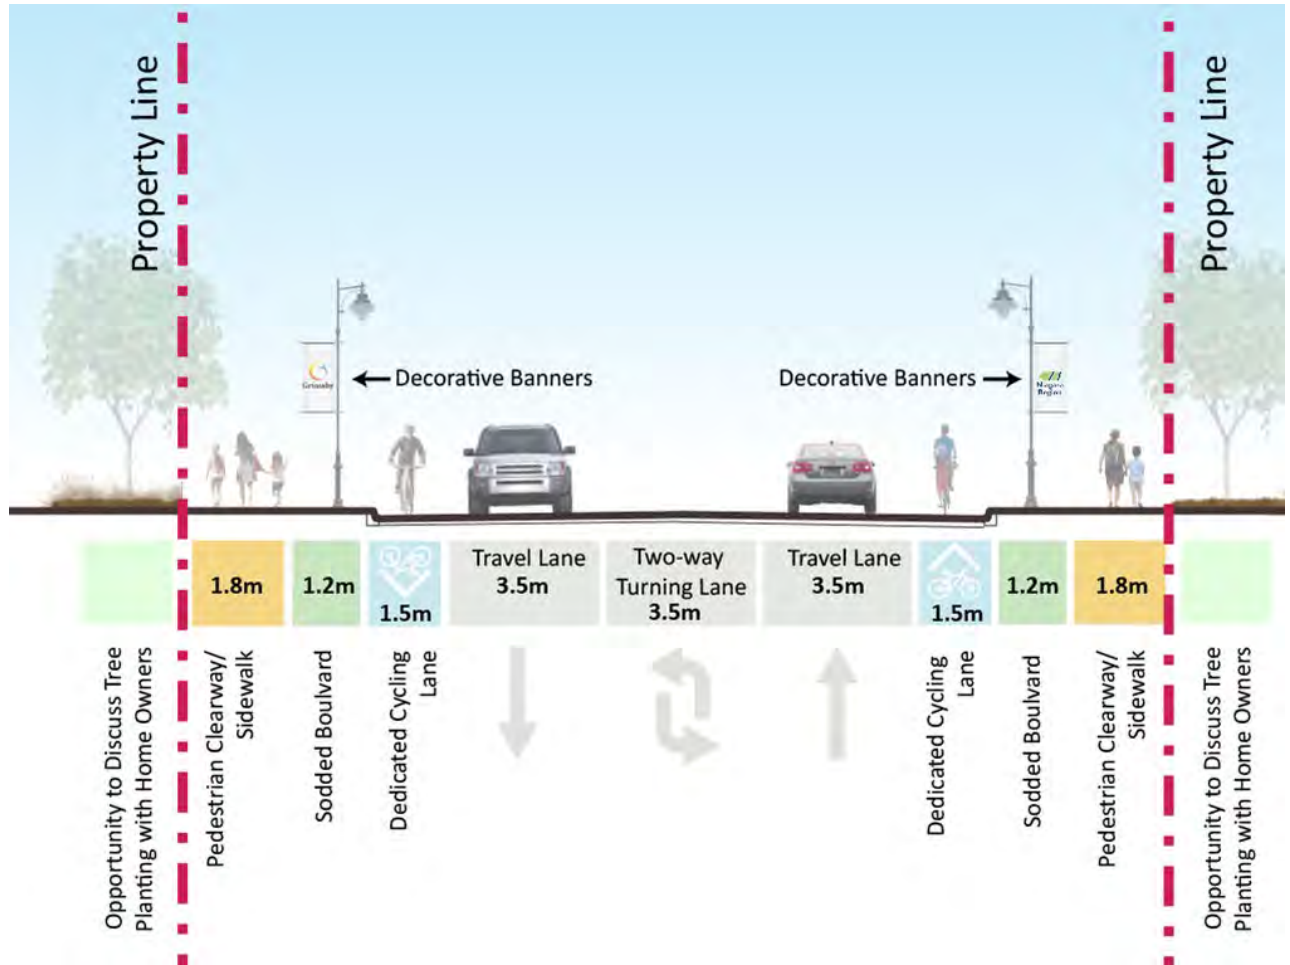 Property Line
Property Line
Grimsby
Decorative Banners
Decorative Banners
Niagara
Region
1.8m
1.2m
1.5m
Travel Lane
3.5m
Two-way
Turning Lane
3.5m
Travel Lane
3.5m
1.5m
1.2m
1.8m
Opportunity to Discuss Tree
Planting with Home Owners
Pedestrian Clearway/
Sidewalk
Sodded Boulvard
Dedicated Cycling
Lane
Dedicated Cycling
Lane
Sodded Boulvard
Pedestrian Clearway/
Sidewalk
Opportunity to Discuss Tree
Planting with Home Owners